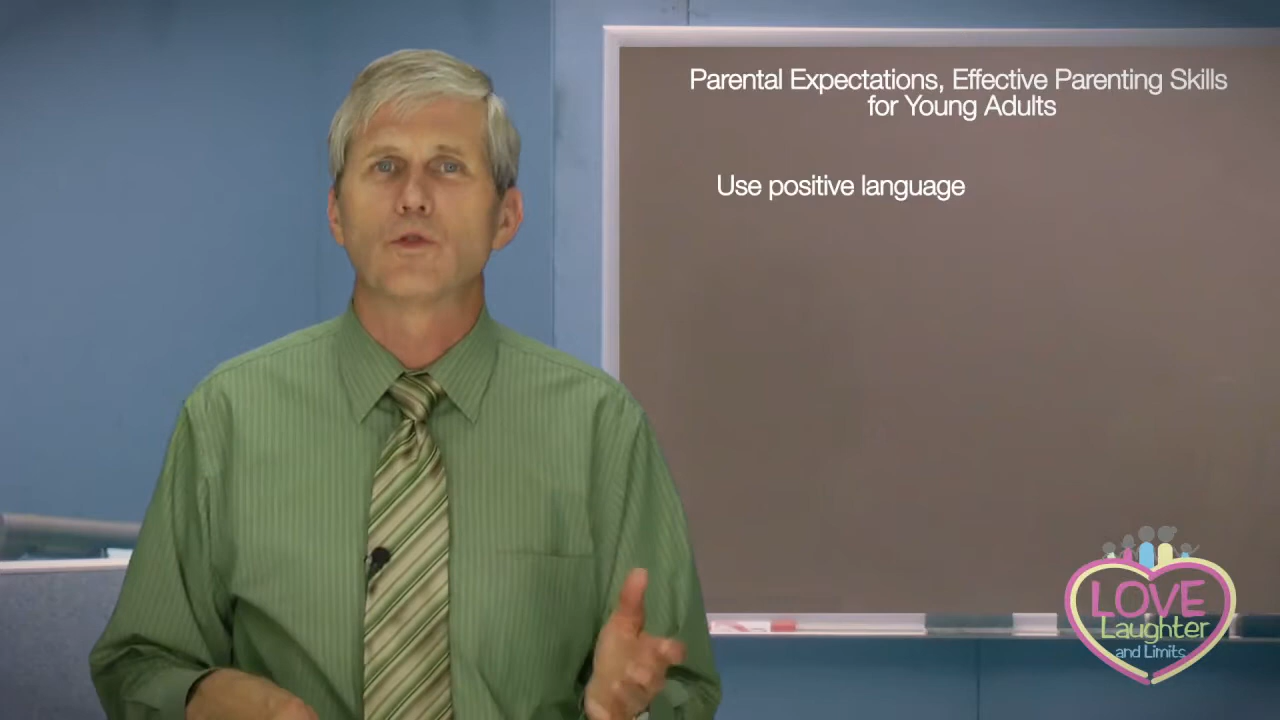 Parental Expectations, Effective Parenting Skills
for Young Adults
Use positive language
LOVE
Laughter
and Limits